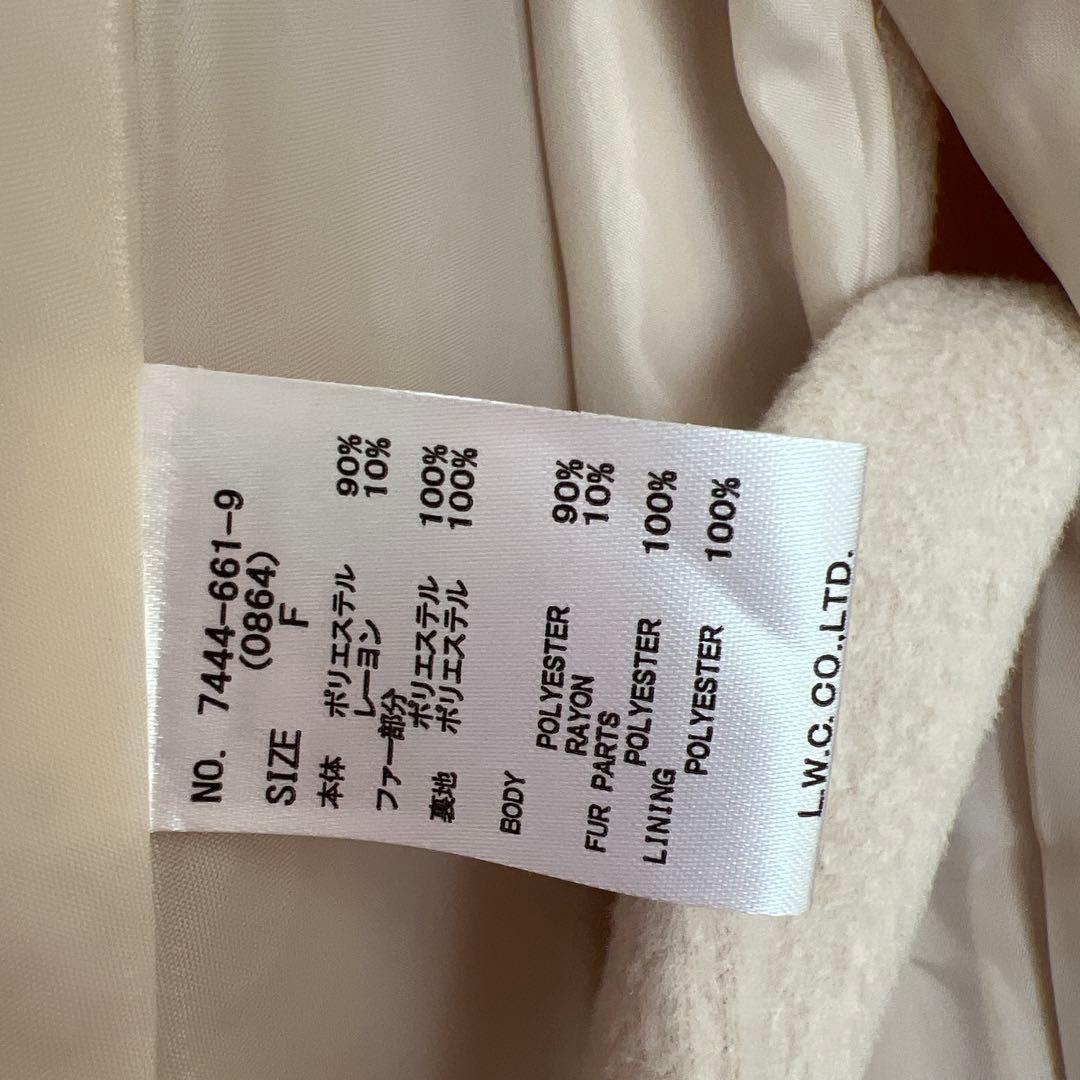 NO. 7444-661-9
(0864)
SIZE F
本体 ポリエステル 90%
レーヨン 10%
ファー部分
ポリエステル 100%
裏地 ポリエステル 100%
BODY
POLYESTER 90%
RAYON 10%
FUR PARTS
POLYESTER 100%
LINING
POLYESTER 100%
L.W.C.CO.,LTD.